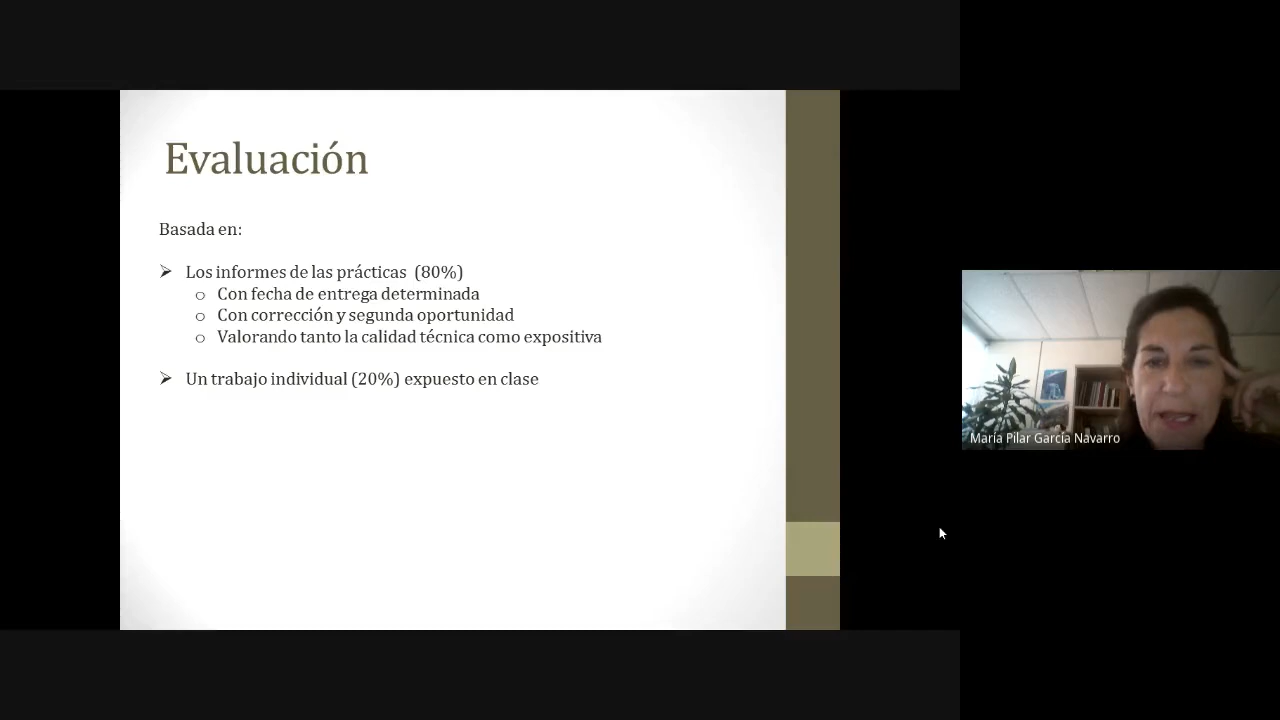 Evaluación
Basada en:
➢ Los informes de las prácticas (80%)
o Con fecha de entrega determinada
o Con corrección y segunda oportunidad
o Valorando tanto la calidad técnica como expositiva
➢ Un trabajo individual (20%) expuesto en clase
María Pilar García Navarro